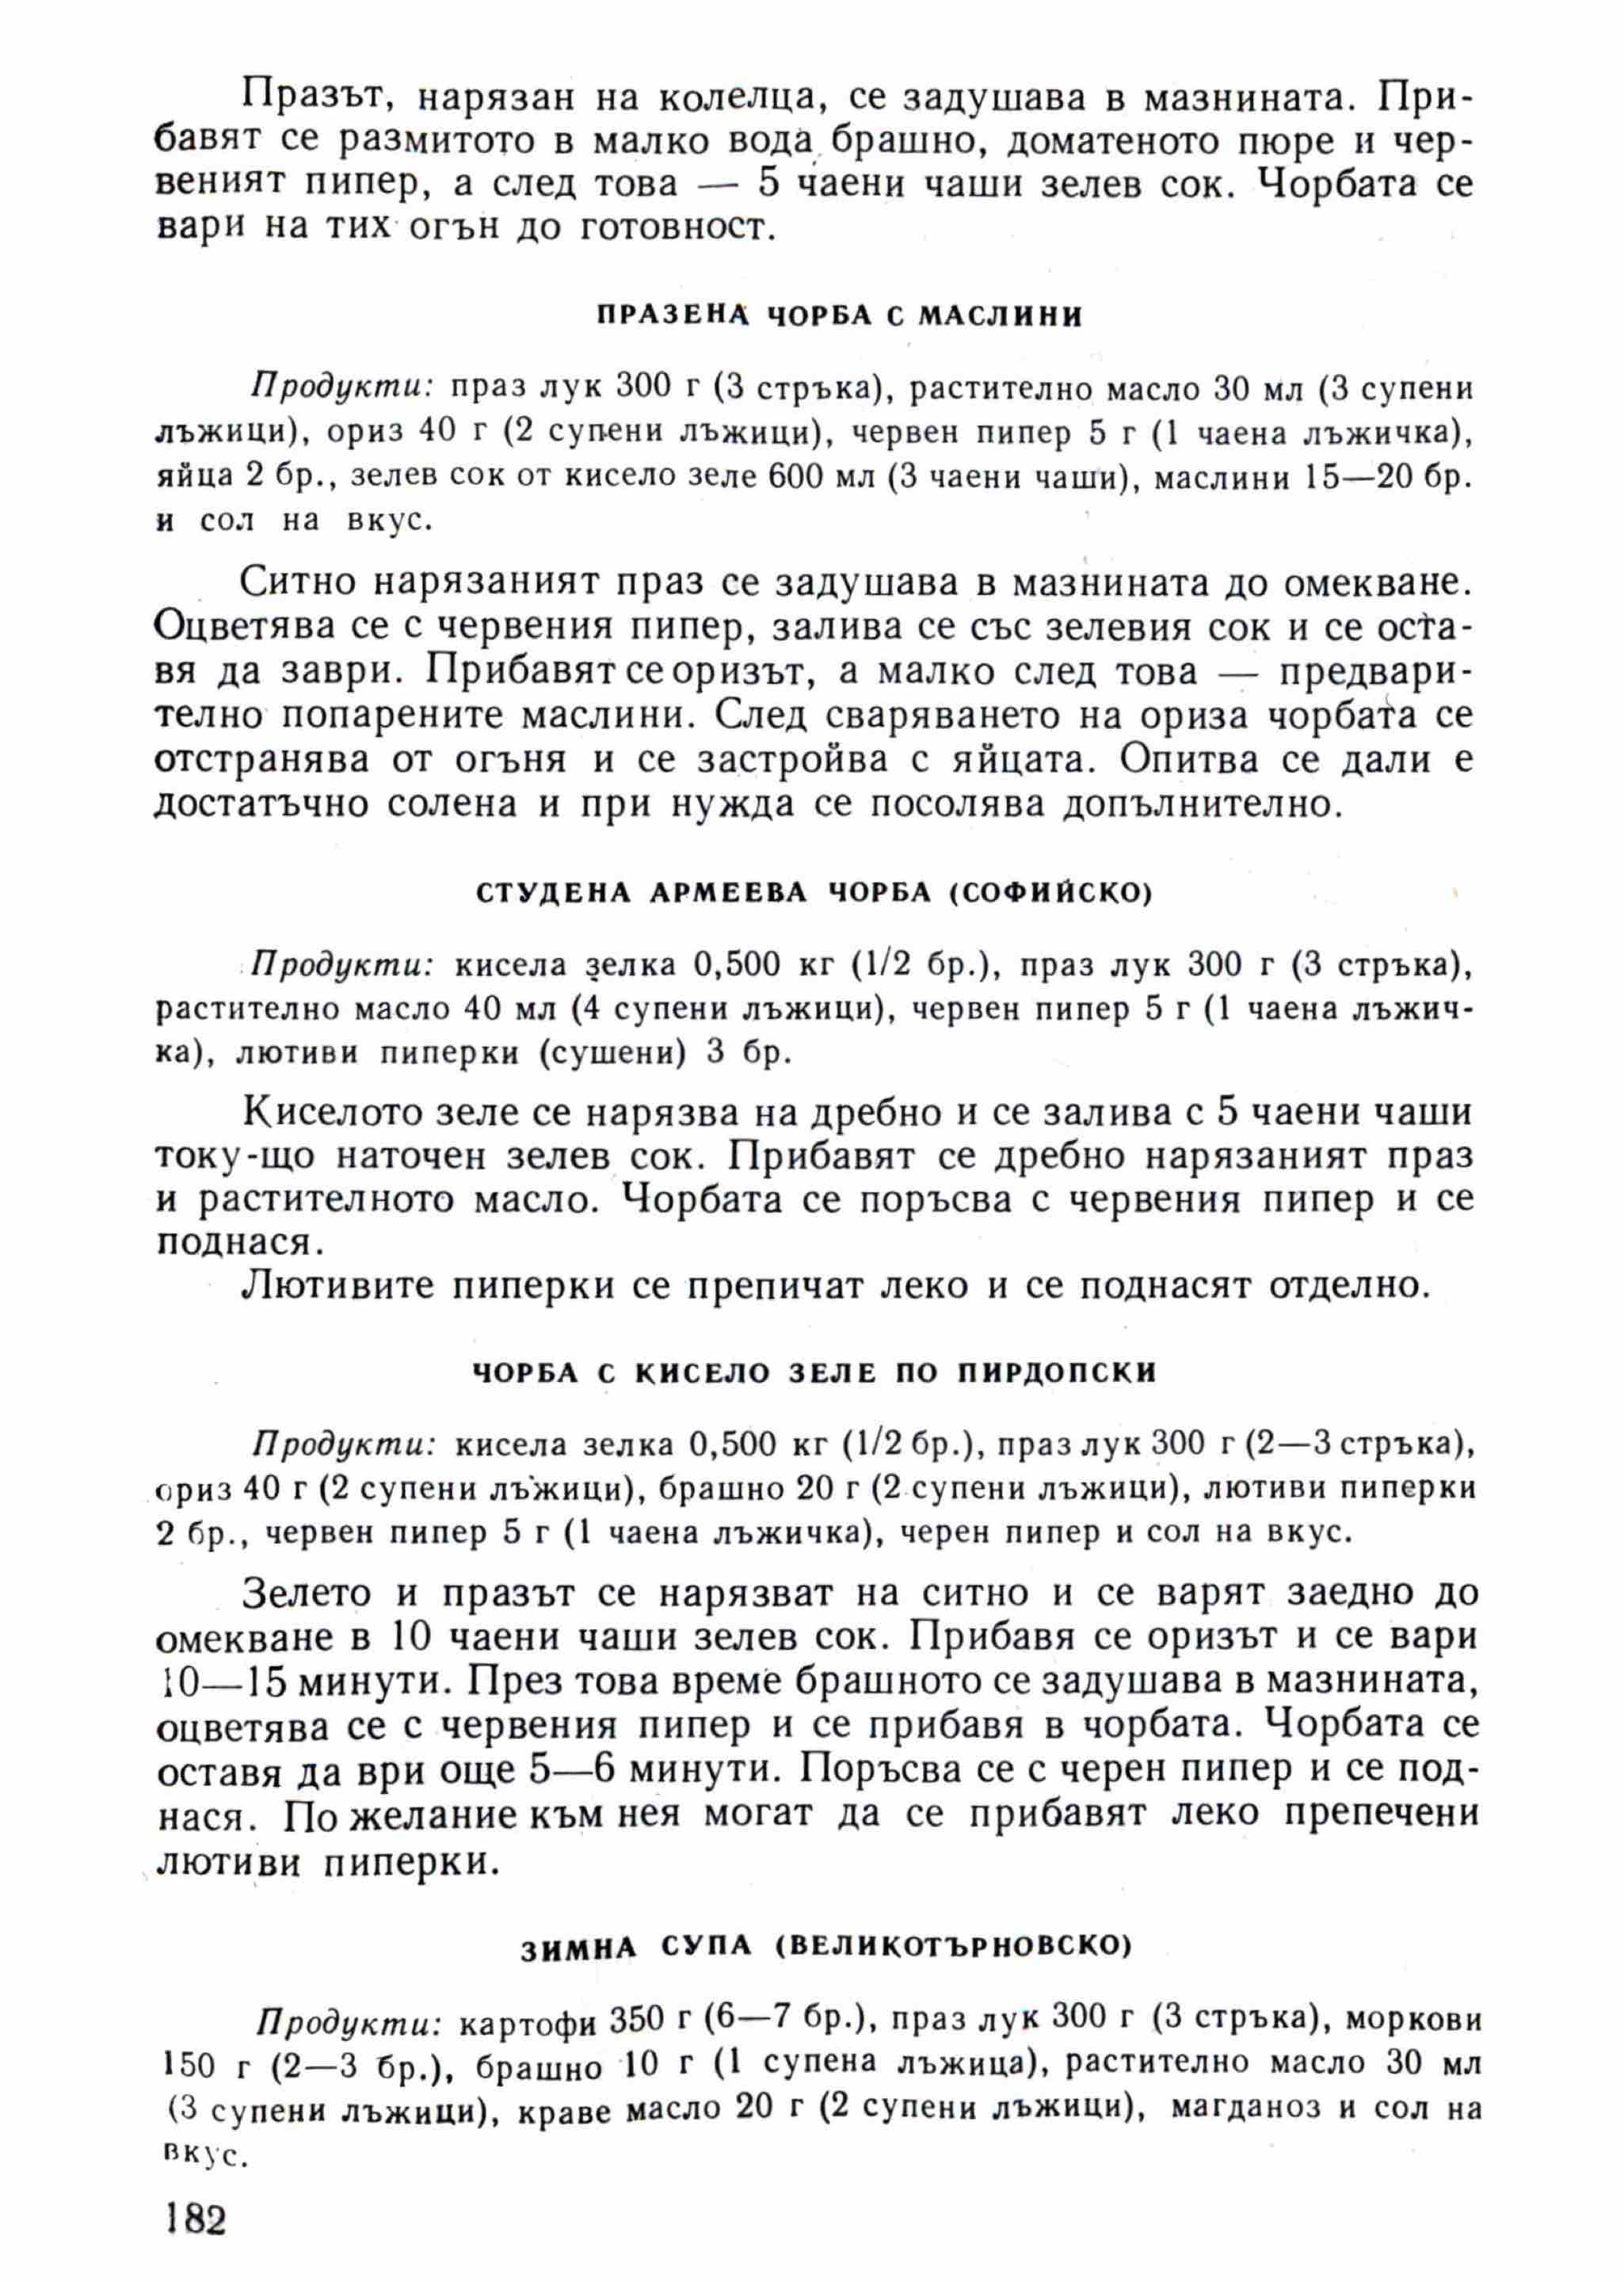 Празът, нарязан на колелца, се задушава в мазнината. При-
бавят се размитото в малко вода брашно, доматеното пюре и чер-
веният пипер, а след това — 5 чаени чаши зелев сок. Чорбата се
вари на тих огън до готовност.
ПРАЗЕНА ЧОРБА С МАСЛИНИ
Продукти: праз лук 300 г (3 стръка), растително масло 30 мл (3 супени
лъжици), ориз 40 г (2 супени лъжици), червен пипер 5 г (1 чаена лъжичка),
яйца 2 бр., зелев сок от кисело зеле 600 мл (3 чаени чаши), маслини 15—20 бр.
и сол на вкус.
Ситно нарязаният праз се задушава в мазнината до омекване.
Оцветява се с червения пипер, залива се със зелевия сок и се оста-
вя да заври. Прибавят се оризът, а малко след това — предвари-
телно попарените маслини. След сваряването на ориза чорбата се
отстранява от огъня и се застройва с яйцата. Опитва се дали е
достатъчно солена и при нужда се посолява допълнително.
СТУДЕНА АРМЕЕВА ЧОРБА (СОФИЙСКО)
Продукти: кисела зелка 0,500 кг (1/2 бр.), праз лук 300 г (3 стръка),
растително масло 40 мл (4 супени лъжици), червен пипер 5 г (1 чаена лъжич-
ка), лютиви пиперки (сушени) 3 бр.
Киселото зеле се нарязва на дребно и се залива с 5 чаени чаши
току-що наточен зелев сок. Прибавят се дребно нарязаният праз
и растителното масло. Чорбата се поръсва с червения пипер и се
поднася.
Лютивите пиперки се препичат леко и се поднасят отделно.
ЧОРБА С КИСЕЛО ЗЕЛЕ ПО ПИРДОПСКИ
Продукти: кисела зелка 0,500 кг (1/2 бр.), праз лук 300 г (2—3 стръка),
ориз 40 г (2 супени лъжици), брашно 20 г (2 супени лъжици), лютиви пиперки
2 бр., червен пипер 5 г (1 чаена лъжичка), черен пипер и сол на вкус.
Зелето и празът се нарязват на ситно и се варят заедно до
омекване в 10 чаени чаши зелев сок. Прибавя се оризът и се вари
10—15 минути. През това време брашното се задушава в мазнината,
оцветява се с червения пипер и се прибавя в чорбата. Чорбата се
оставя да ври още 5—6 минути. Поръсва се с черен пипер и се под-
нася. По желание към нея могат да се прибавят леко препечени
лютиви пиперки.
ЗИМНА СУПА (ВЕЛИКОТЪРНОВСКО)
Продукти: картофи 350 г (6—7 бр.), праз лук 300 г (3 стръка), моркови
150 г (2—3 бр.), брашно 10 г (1 супена лъжица), растително масло 30 мл
(3 супени лъжици), краве масло 20 г (2 супени лъжици), магданоз и сол на
вкус.
182